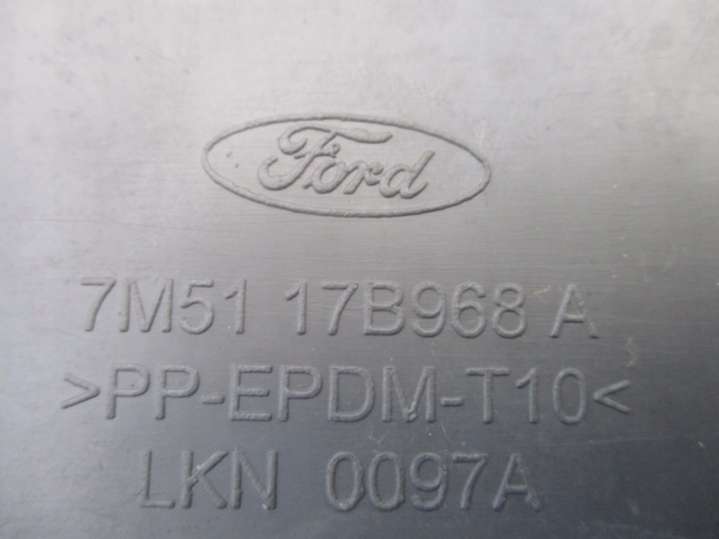 Ford
7M51 17B968 A
>PP-EPDM-T10<
LKN 0097A